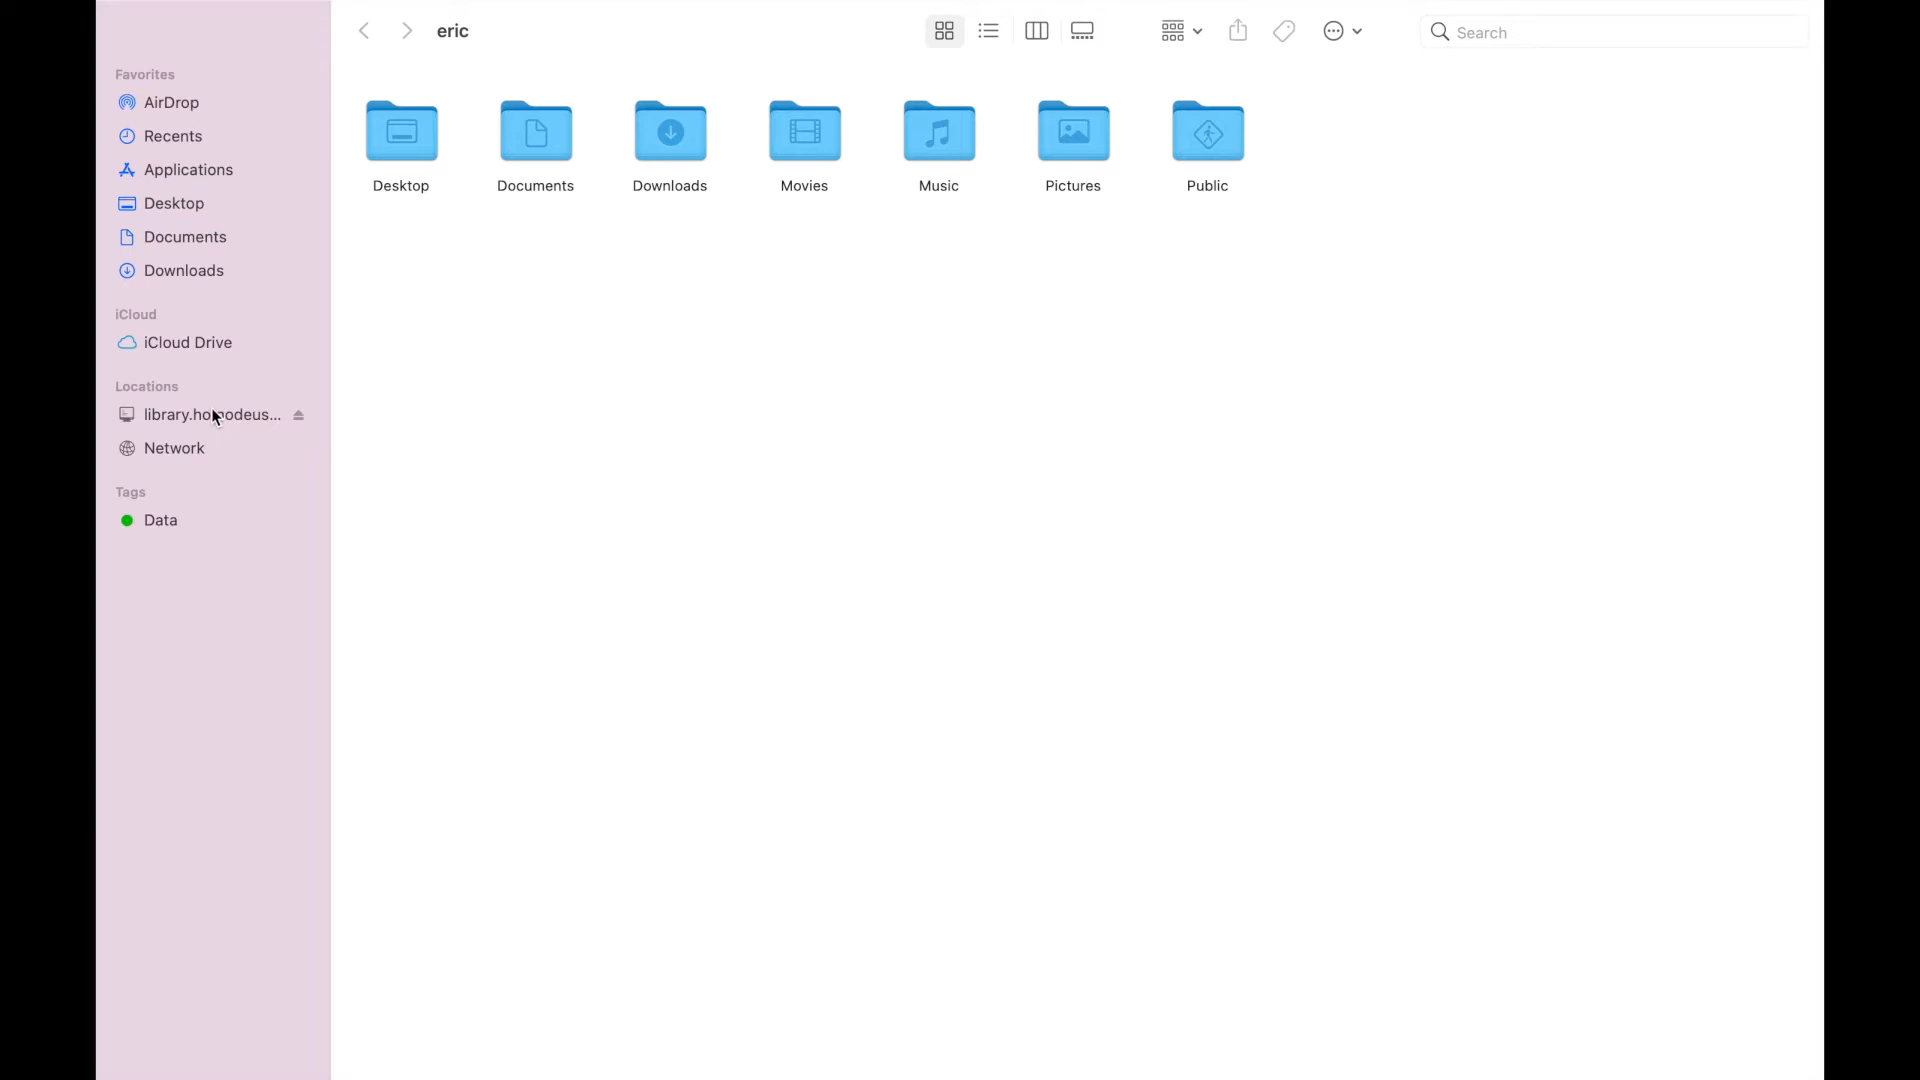 eric
Search
Favorites
AirDrop
Recents
Applications
Desktop
Documents
Downloads
iCloud
iCloud Drive
Locations
Network
Tags
Data
Desktop
Documents
Downloads
Movies
Music
Pictures
Public